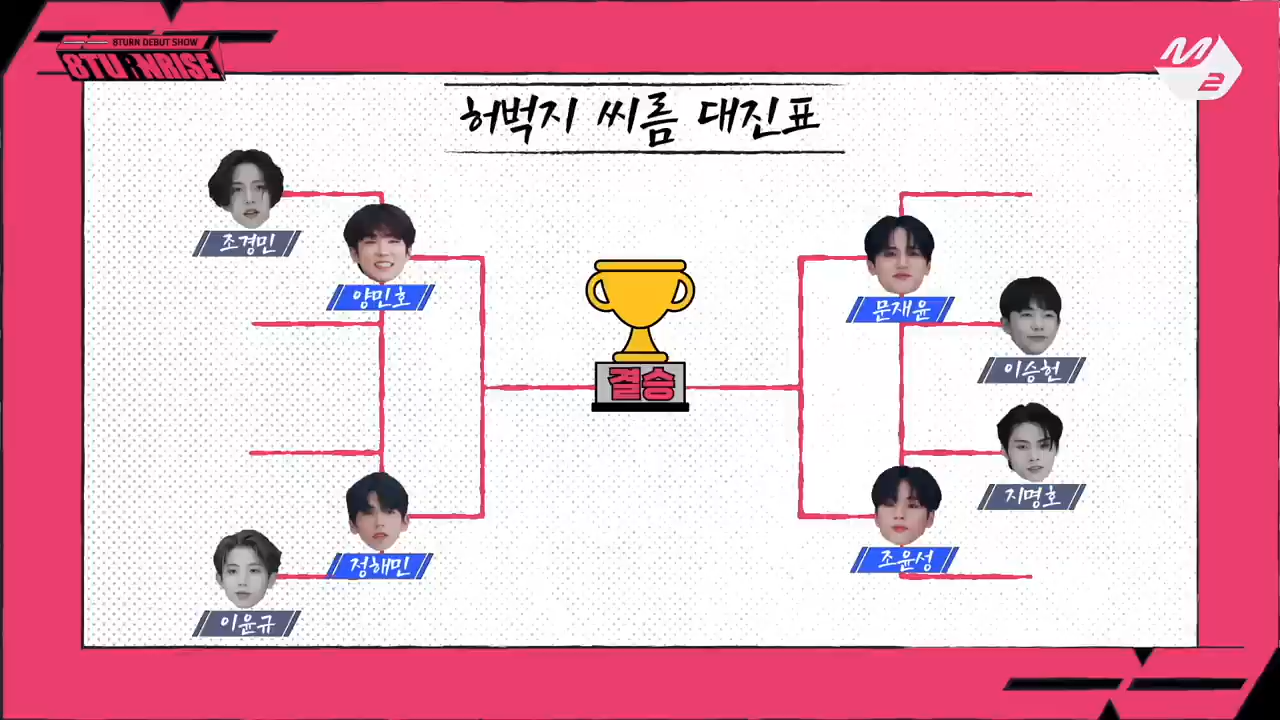 8TURN DEBUT SHOW
8TURNRISE
M2
허벅지 씨름 대진표
조경민
양민호
문재윤
이승헌
결승
지명호
정해민
조윤성
이윤규